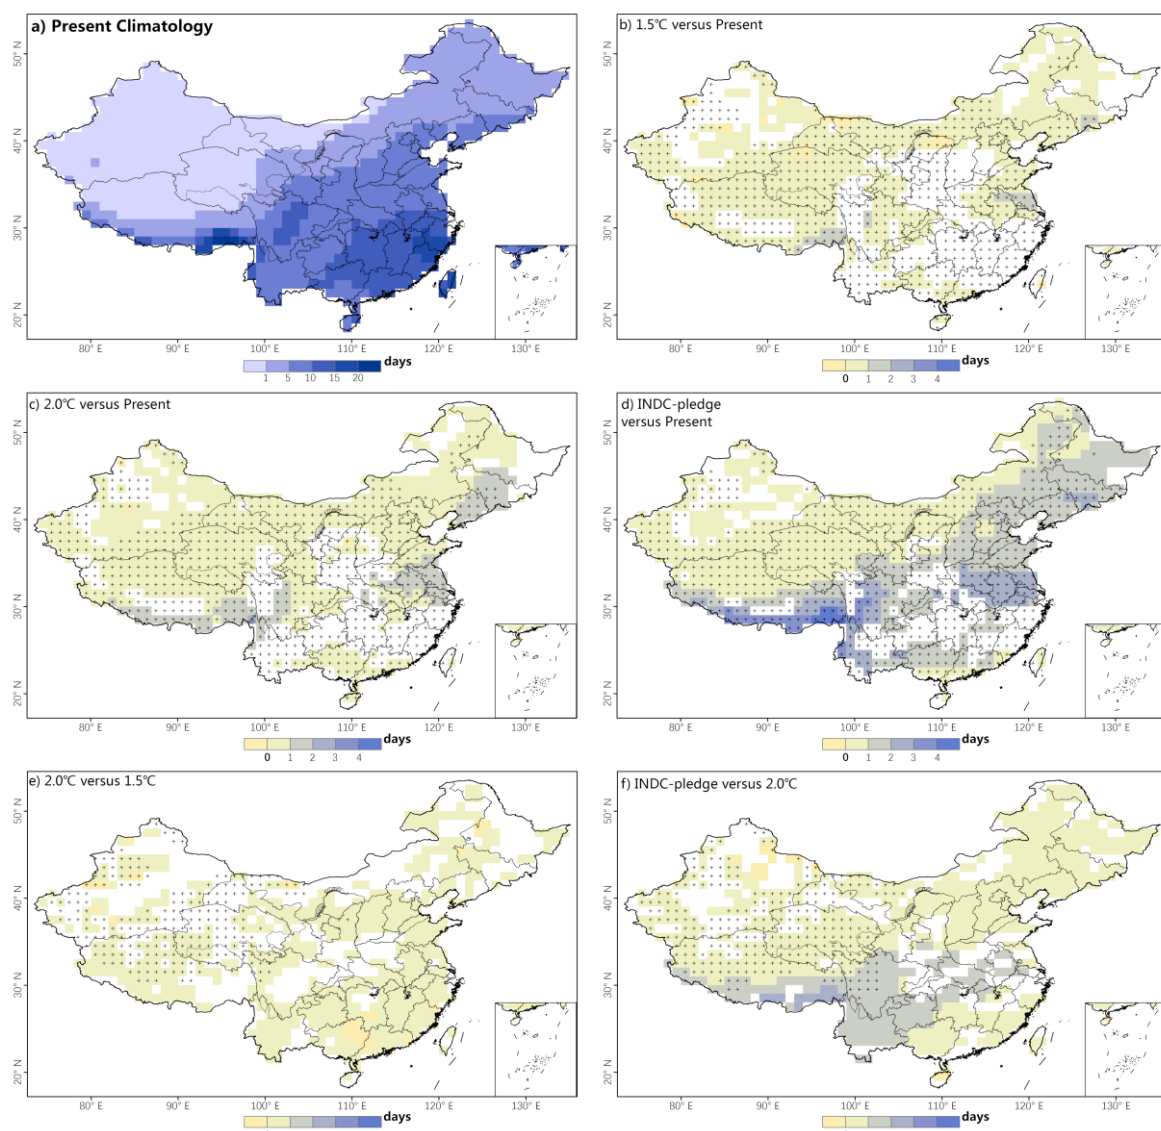 a) Present Climatology
50° N
40° N
30° N
20° N
80° E
90° E
100° E
110° E
120° E
130° E
days
1 5 10 15 20
b) 1.5℃ versus Present
50° N
40° N
30° N
20° N
80° E
90° E
100° E
110° E
120° E
130° E
days
0 1 2 3 4
c) 2.0℃ versus Present
50° N
40° N
30° N
20° N
80° E
90° E
100° E
110° E
120° E
130° E
days
0 1 2 3 4
d) INDC-pledge
versus Present
50° N
40° N
30° N
20° N
80° E
90° E
100° E
110° E
120° E
130° E
days
0 1 2 3 4
e) 2.0℃ versus 1.5℃
50° N
40° N
30° N
20° N
80° E
90° E
100° E
110° E
120° E
130° E
days
f) INDC-pledge versus 2.0℃
50° N
40° N
30° N
20° N
80° E
90° E
100° E
110° E
120° E
130° E
days